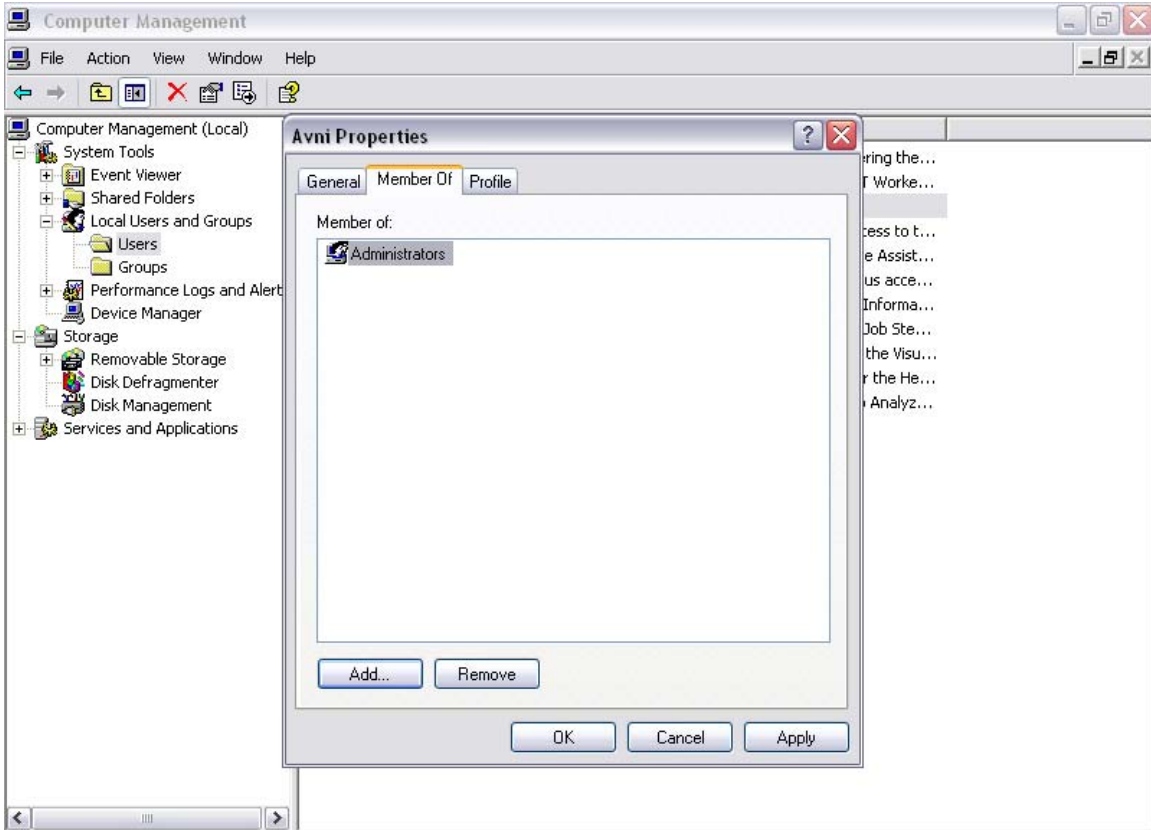 Computer Management
File Action View Window Help
Computer Management (Local)
System Tools
Event Viewer
Shared Folders
Local Users and Groups
Users
Groups
Performance Logs and Alert
Device Manager
Storage
Removable Storage
Disk Defragmenter
Disk Management
Services and Applications
Avni Properties
General Member Of Profile
Member of:
Administrators
Add... Remove
OK Cancel Apply
ring the...
T Worke...
cess to t...
e Assist...
us acce...
Informa...
Job Ste...
the Visu...
r the He...
Analyz...